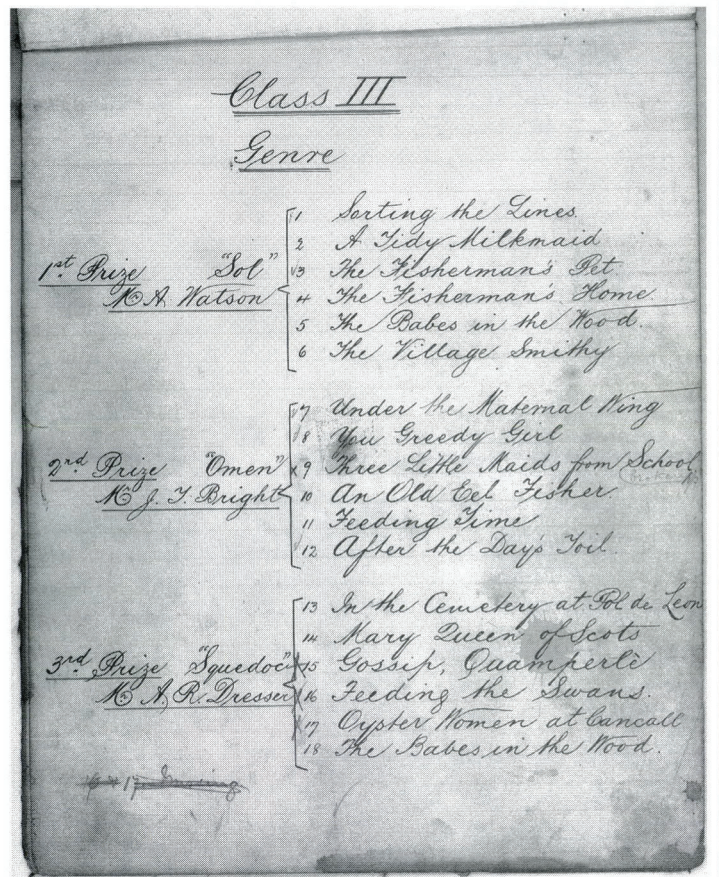 Class III
Genre
1st Prize "Sol"
Mr A. Watson
1 Sorting the Lines.
2 A Tidy Milkmaid
3 The Fisherman's Pet.
4 The Fisherman's Home.
5 The Babes in the Wood.
6 The Village Smithy
2nd Prize "Omen"
Mr J. T. Bright
7 Under the Maternal Wing
8 You Greedy Girl
x9 Three Little Maids from School
10 An Old Eel Fisher.
11 Feeding Time
12 After the Day's Toil.
3rd Prize "Squedoc"
Mr A. R. Dresser
13 In the Cemetery at Pol de Leon
14 Mary Queen of Scots
15 Gossip, Quamperlè
16 Feeding the Swans.
17 Oyster Women at Cancall
18 The Babes in the Wood.